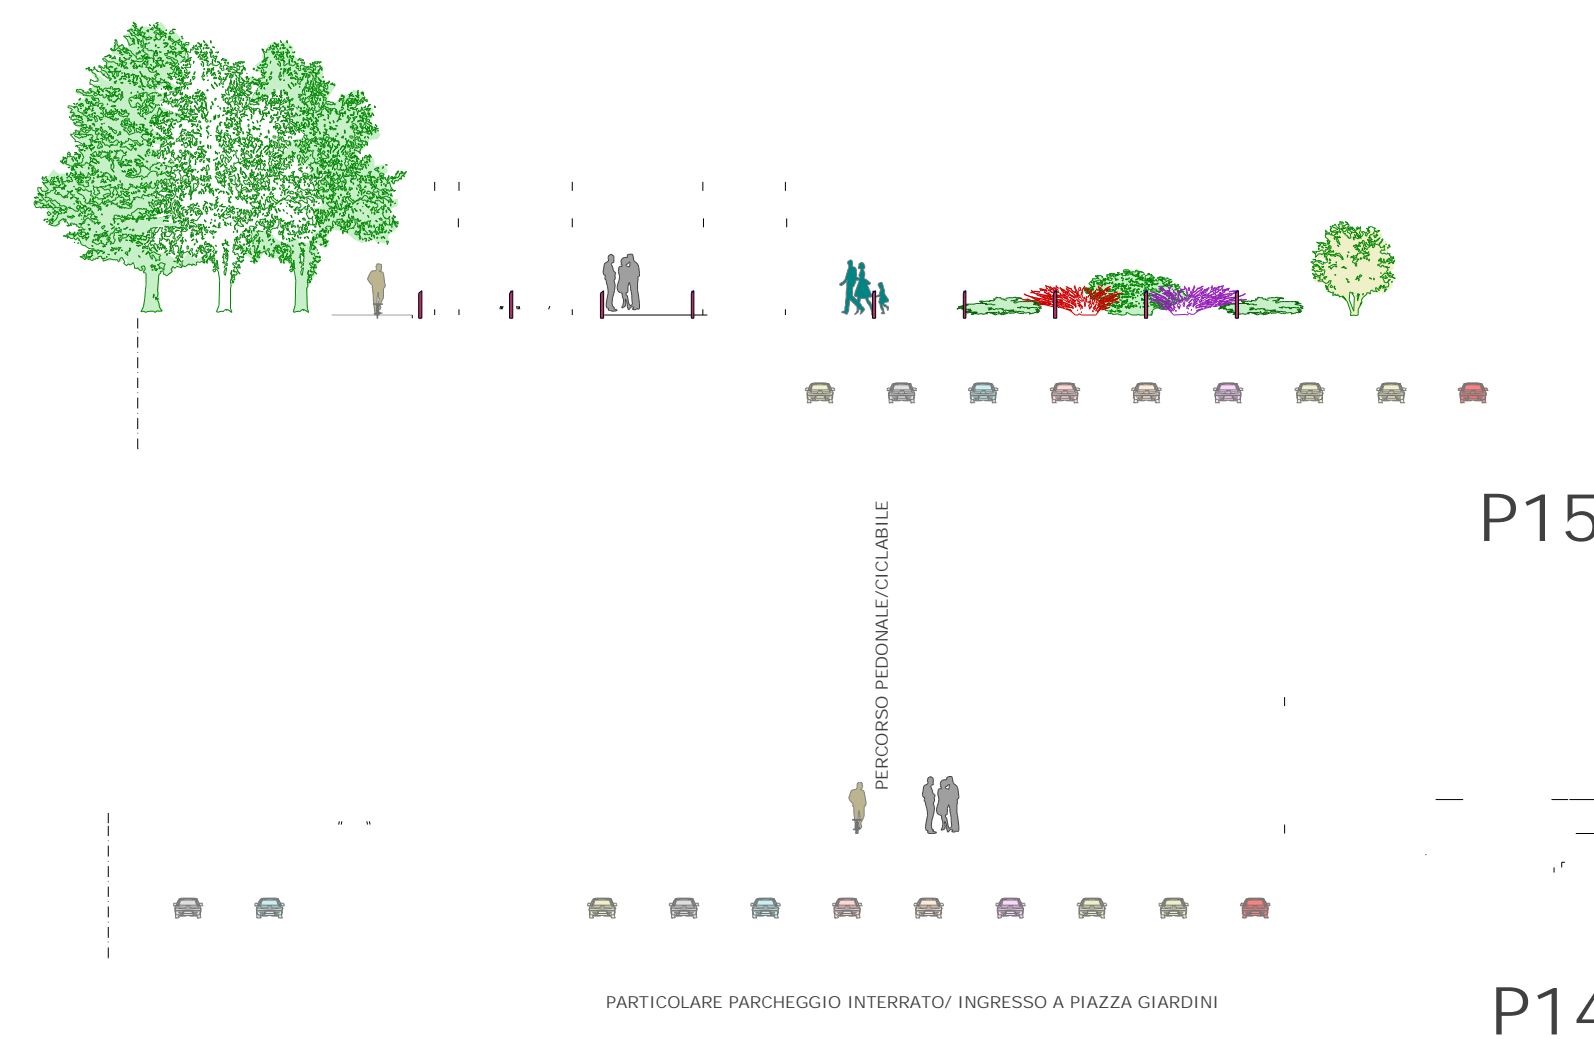 P15
PERCORSO PEDONALE/CICLABILE
PARTICOLARE PARCHEGGIO INTERRATO/ INGRESSO A PIAZZA GIARDINI
P14